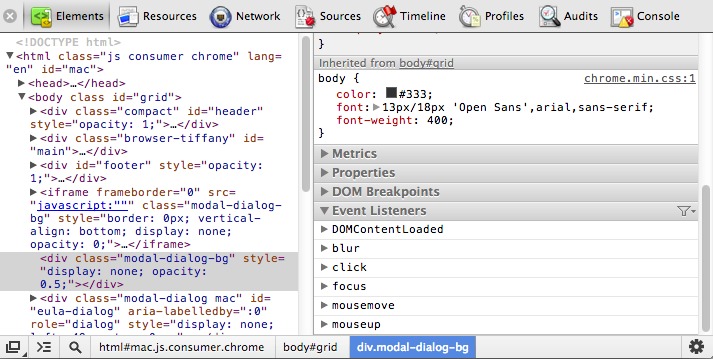 Elements Resources Network Sources Timeline Profiles Audits Console
<!DOCTYPE html>
<html class="js consumer chrome" lang=
"en" id="mac">
<head>…</head>
<body class id="grid">
<div class="compact" id="header"
style="opacity: 1;">…</div>
<div class="browser-tiffany" id=
"main">…</div>
<div id="footer" style="opacity:
1;">…</div>
<iframe frameborder="0" src=
"javascript:""" class="modal-dialog-
bg" style="border: 0px; vertical-
align: bottom; display: none;
opacity: 0;">…</iframe>
<div class="modal-dialog-bg" style=
"display: none; opacity:
0.5;"></div>
<div class="modal-dialog mac" id=
"eula-dialog" aria-labelledby=":0"
role="dialog" style="display: none;
}
Inherited from body#grid
body { chrome.min.css:1
color: #333;
font: 13px/18px 'Open Sans',arial,sans-serif;
font-weight: 400;
}
Metrics
Properties
DOM Breakpoints
Event Listeners
DOMContentLoaded
blur
click
focus
mousemove
mouseup
html#mac.js.consumer.chrome body#grid div.modal-dialog-bg